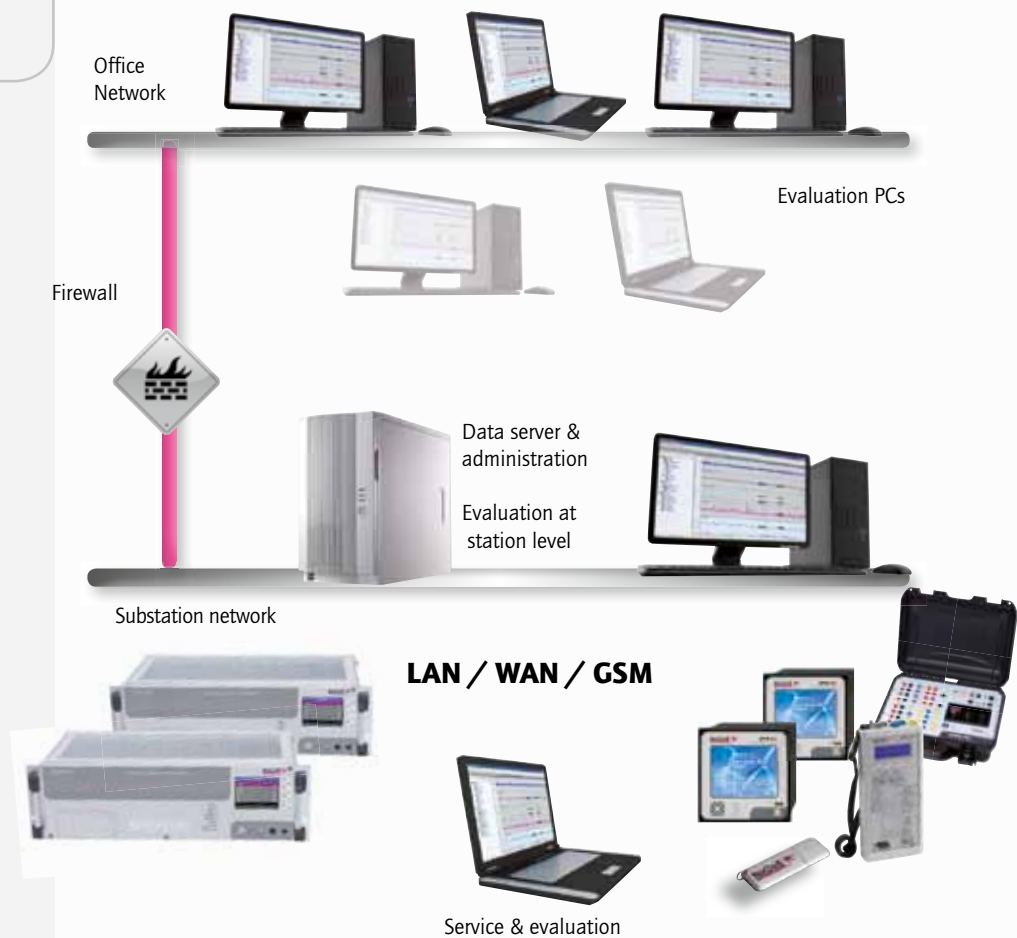 Office
Network
Evaluation PCs
Firewall
Data server &
administration
Evaluation at
station level
Substation network
LAN / WAN / GSM
Service & evaluation